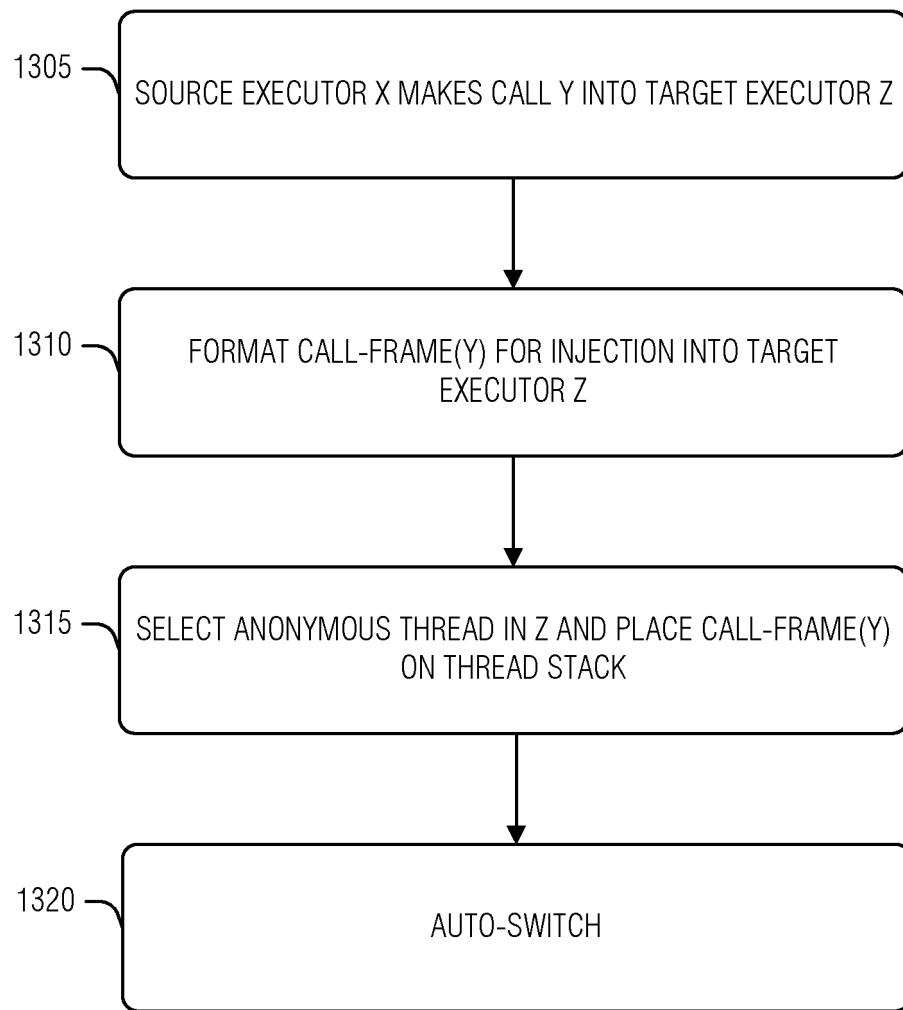 1305
SOURCE EXECUTOR X MAKES CALL Y INTO TARGET EXECUTOR Z
1310
FORMAT CALL-FRAME(Y) FOR INJECTION INTO TARGET
EXECUTOR Z
1315
SELECT ANONYMOUS THREAD IN Z AND PLACE CALL-FRAME(Y)
ON THREAD STACK
1320
AUTO-SWITCH